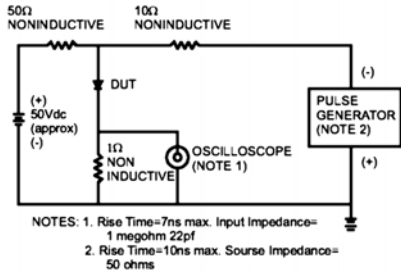 50Ω
NONINDUCTIVE
10Ω
NONINDUCTIVE
(+)
50Vdc
(approx)
(-)
DUT
1Ω
NON
INDUCTIVE
OSCILLOSCOPE
(NOTE 1)
(-)
PULSE
GENERATOR
(NOTE 2)
(+)
NOTES: 1. Rise Time=7ns max. Input Impedance=
1 megohm 22pf
2. Rise Time=10ns max. Sourse Impedance=
50 ohms